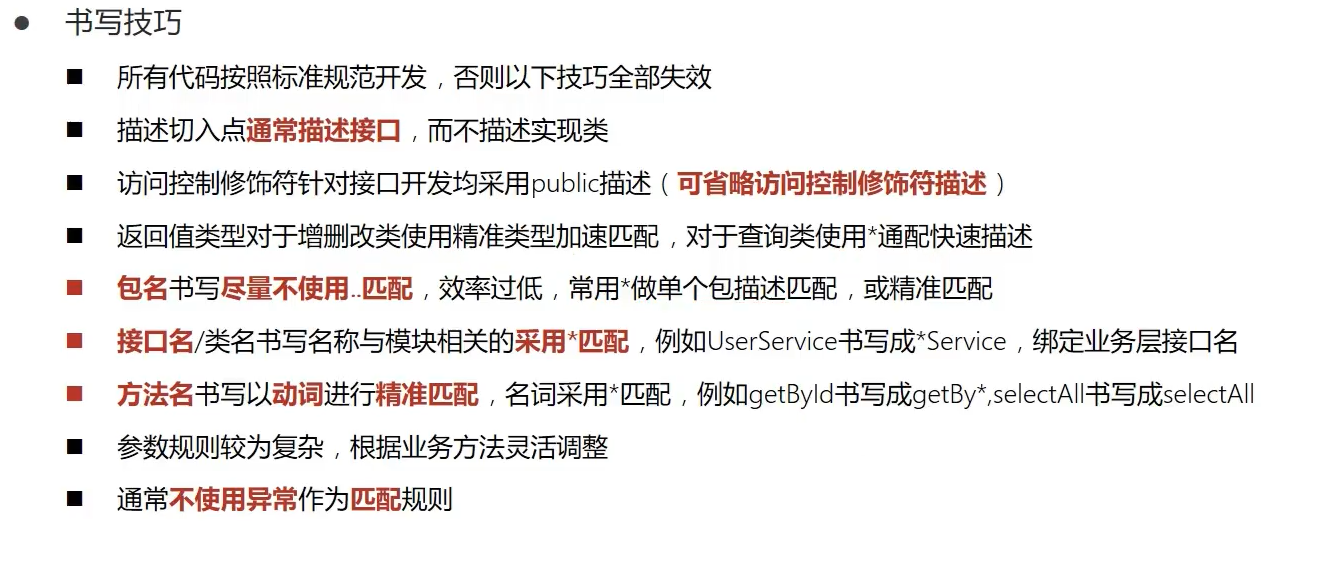 ● 书写技巧
■ 所有代码按照标准规范开发，否则以下技巧全部失效
■ 描述切入点通常描述接口，而不描述实现类
■ 访问控制修饰符针对接口开发均采用public描述（可省略访问控制修饰符描述）
■ 返回值类型对于增删改类使用精准类型加速匹配，对于查询类使用*通配快速描述
■ 包名书写尽量不使用..匹配，效率过低，常用*做单个包描述匹配，或精准匹配
■ 接口名/类名书写名称与模块相关的采用*匹配，例如UserService书写成*Service，绑定业务层接口名
■ 方法名书写以动词进行精准匹配，名词采用*匹配，例如getById书写成getBy*,selectAll书写成selectAll
■ 参数规则较为复杂，根据业务方法灵活调整
■ 通常不使用异常作为匹配规则